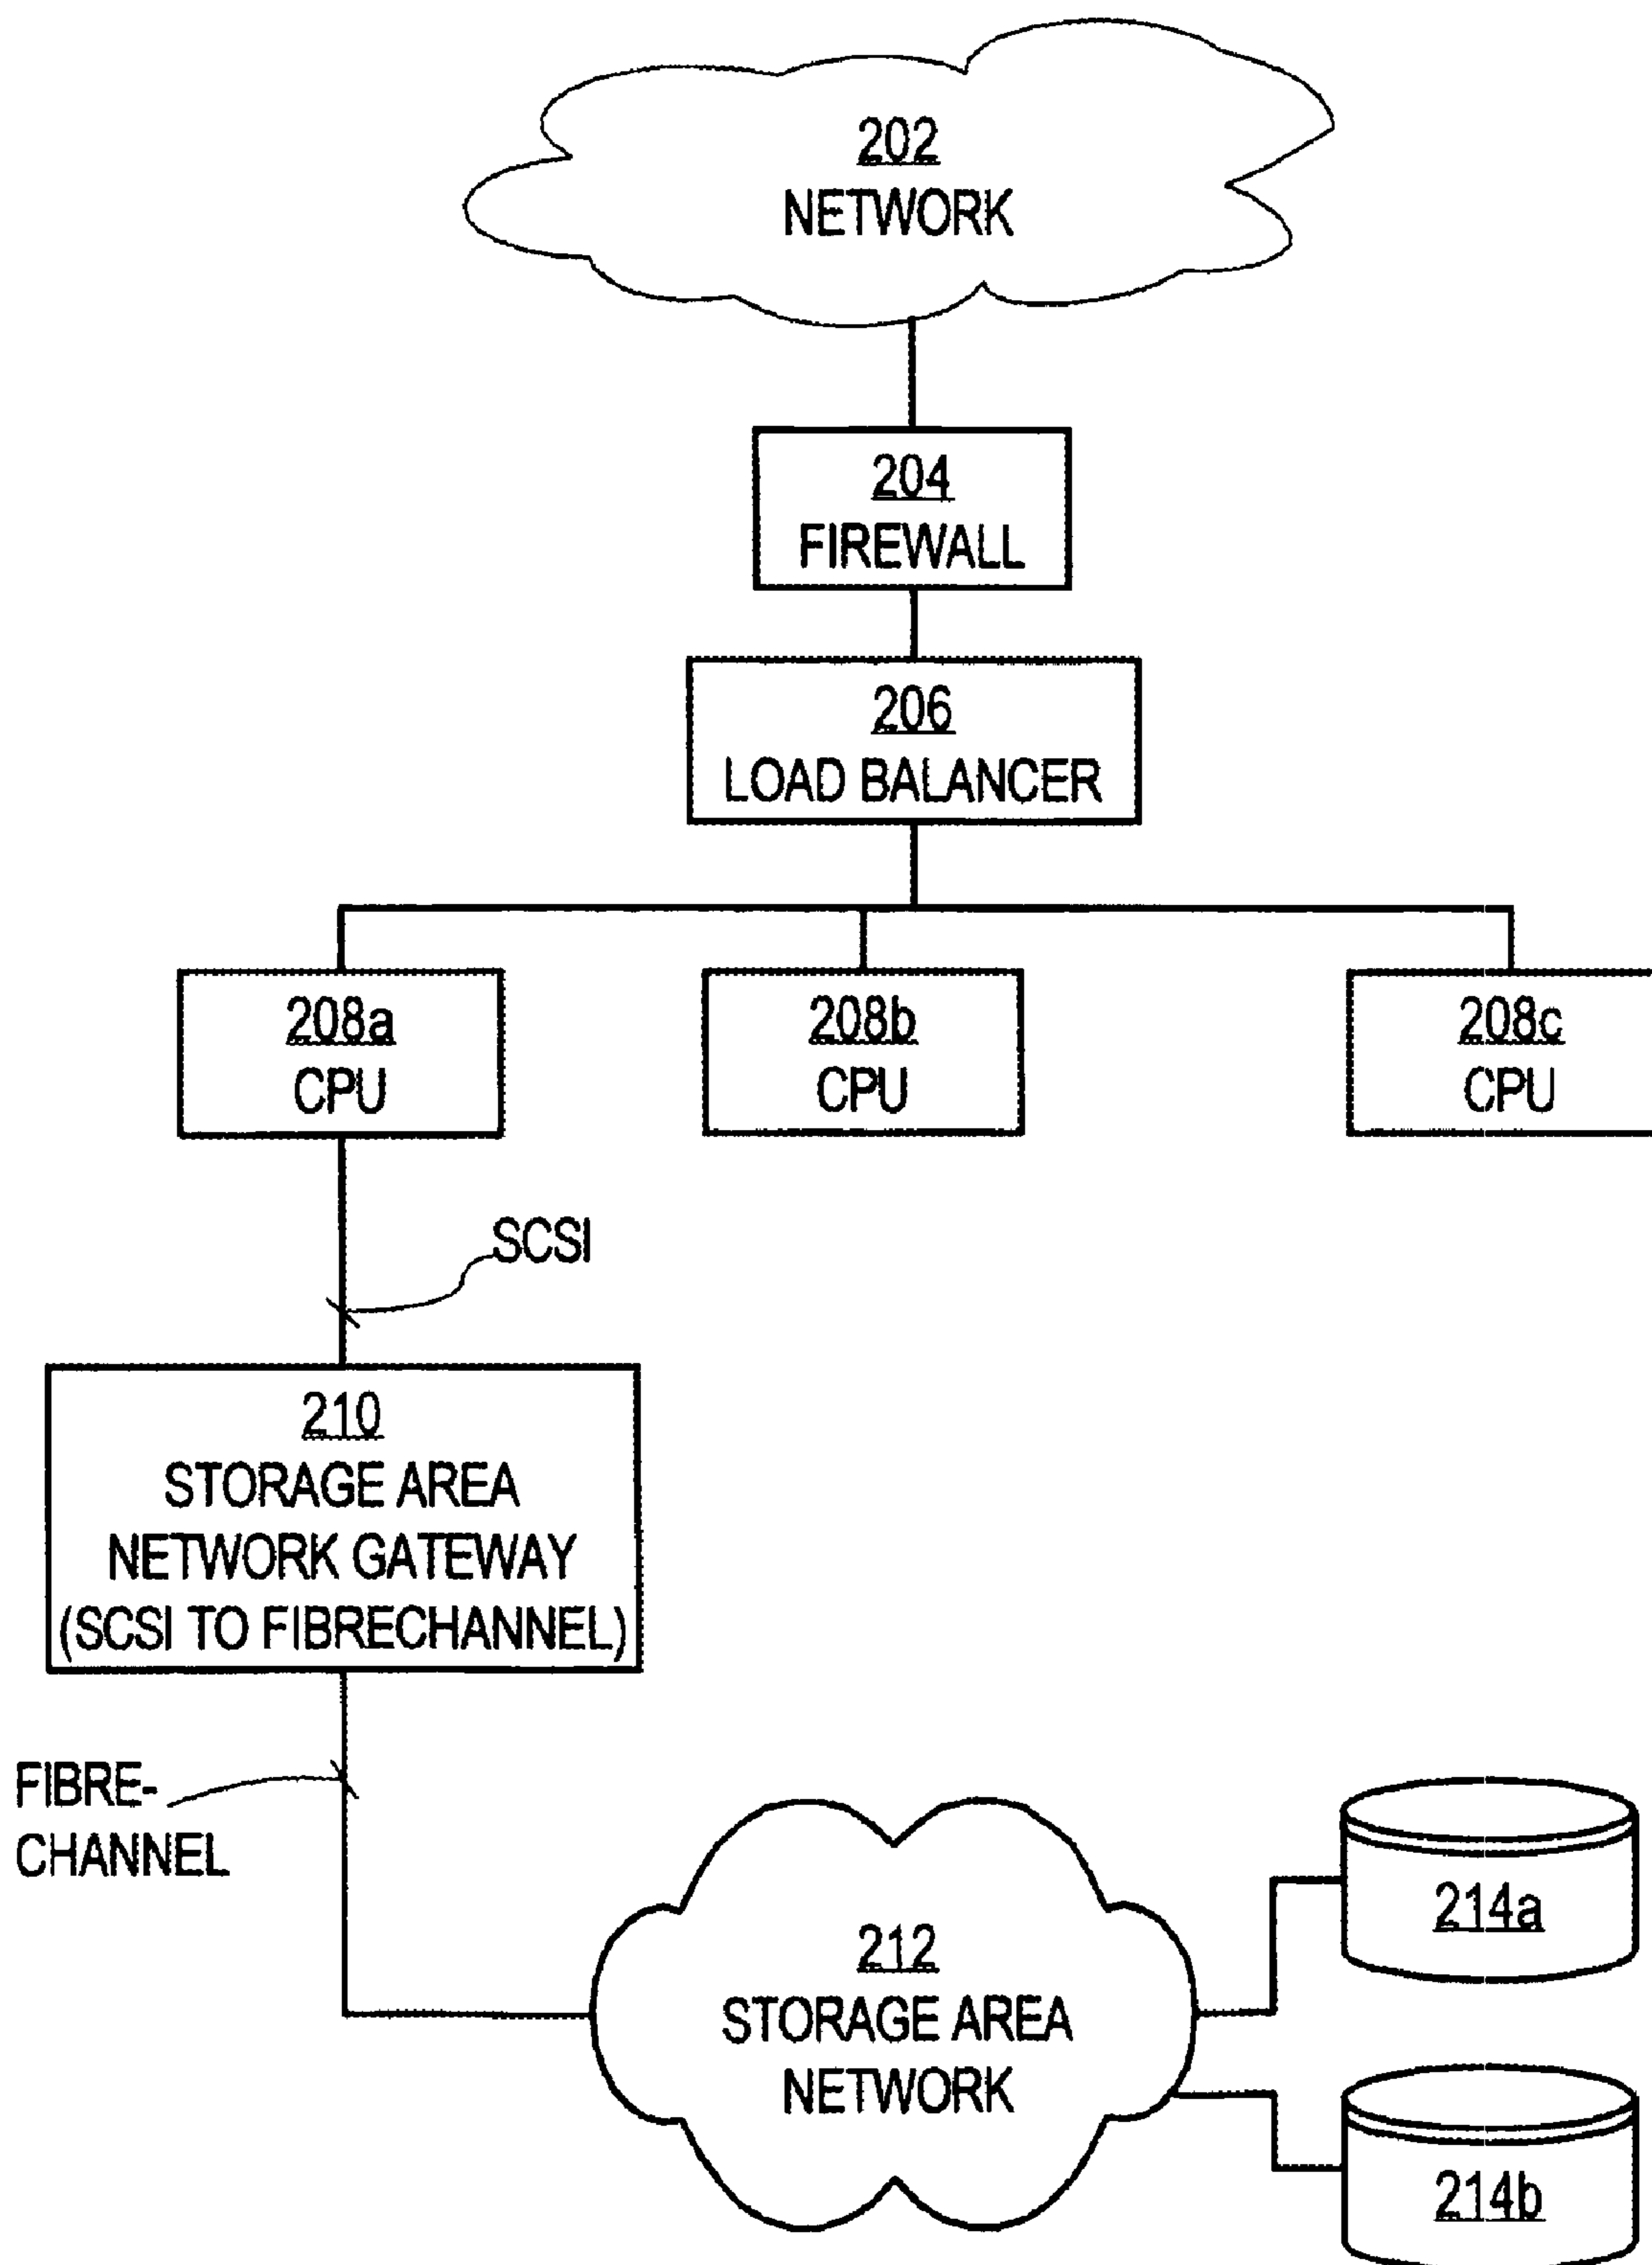 202
NETWORK
204
FIREWALL
206
LOAD BALANCER
208a
CPU
208b
CPU
208c
CPU
SCSI
210
STORAGE AREA
NETWORK GATEWAY
(SCSI TO FIBRECHANNEL)
FIBRE-
CHANNEL
212
STORAGE AREA
NETWORK
214a
214b